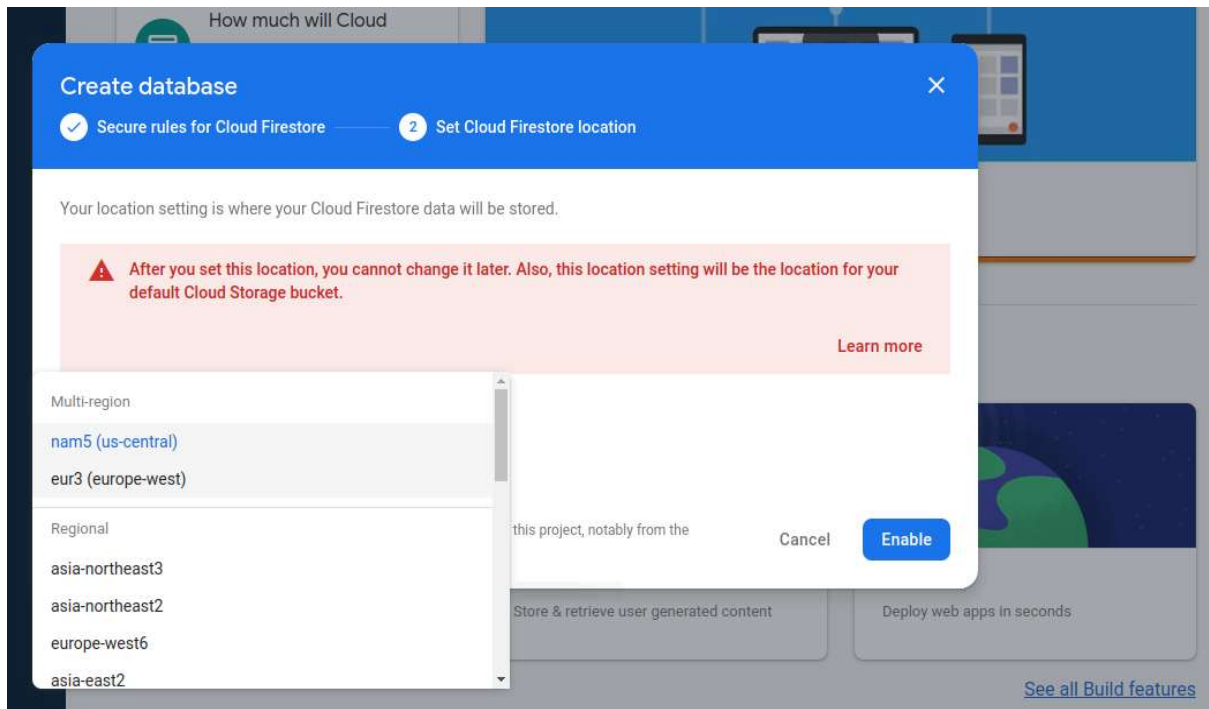 How much will Cloud
Create database
Secure rules for Cloud Firestore
2 Set Cloud Firestore location
Your location setting is where your Cloud Firestore data will be stored.
After you set this location, you cannot change it later. Also, this location setting will be the location for your
default Cloud Storage bucket.
Learn more
Multi-region
nam5 (us-central)
eur3 (europe-west)
Regional
asia-northeast3
asia-northeast2
europe-west6
asia-east2
this project, notably from the
Cancel
Enable
Store & retrieve user generated content
Deploy web apps in seconds
See all Build features